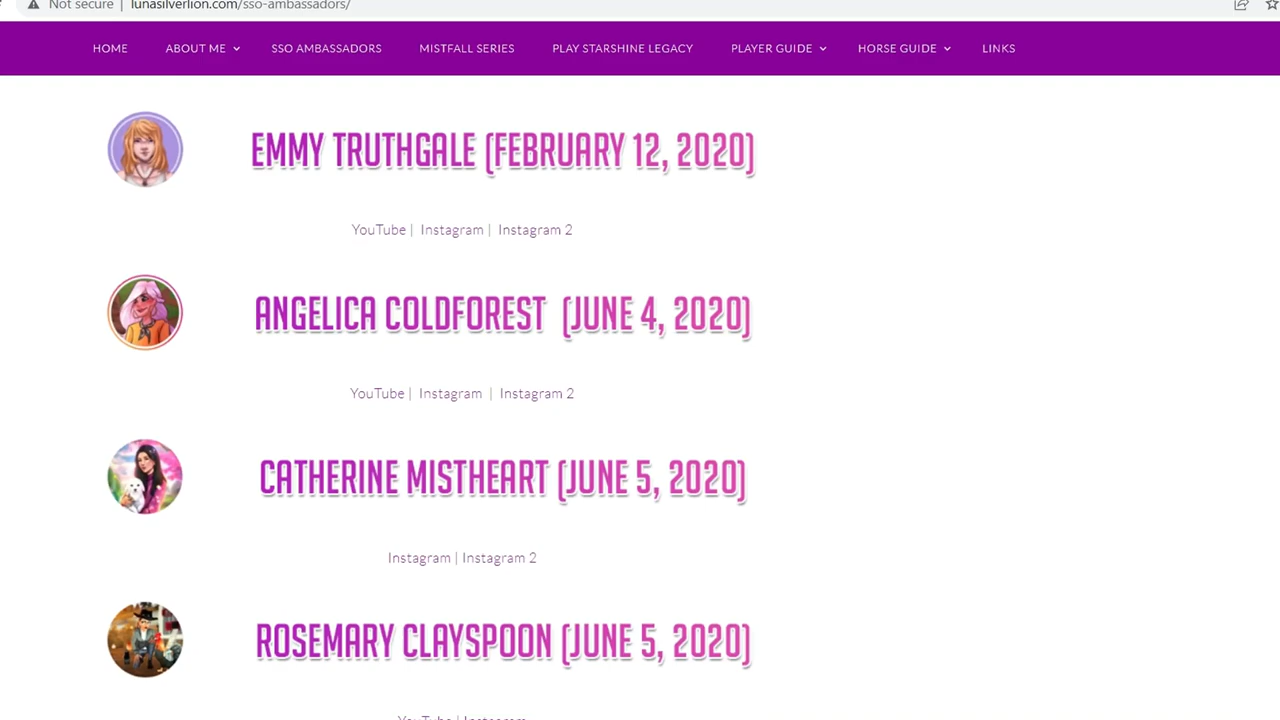 Not secure | lunasilverlion.com/sso-ambassadors/
HOME ABOUT ME SSO AMBASSADORS MISTFALL SERIES PLAY STARSHINE LEGACY PLAYER GUIDE HORSE GUIDE LINKS
EMMY TRUTHGALE (FEBRUARY 12, 2020)
YouTube | Instagram | Instagram 2
ANGELICA COLDFOREST (JUNE 4, 2020)
YouTube | Instagram | Instagram 2
CATHERINE MISTHEART (JUNE 5, 2020)
Instagram | Instagram 2
ROSEMARY CLAYSPOON (JUNE 5, 2020)
YouTube | Instagram